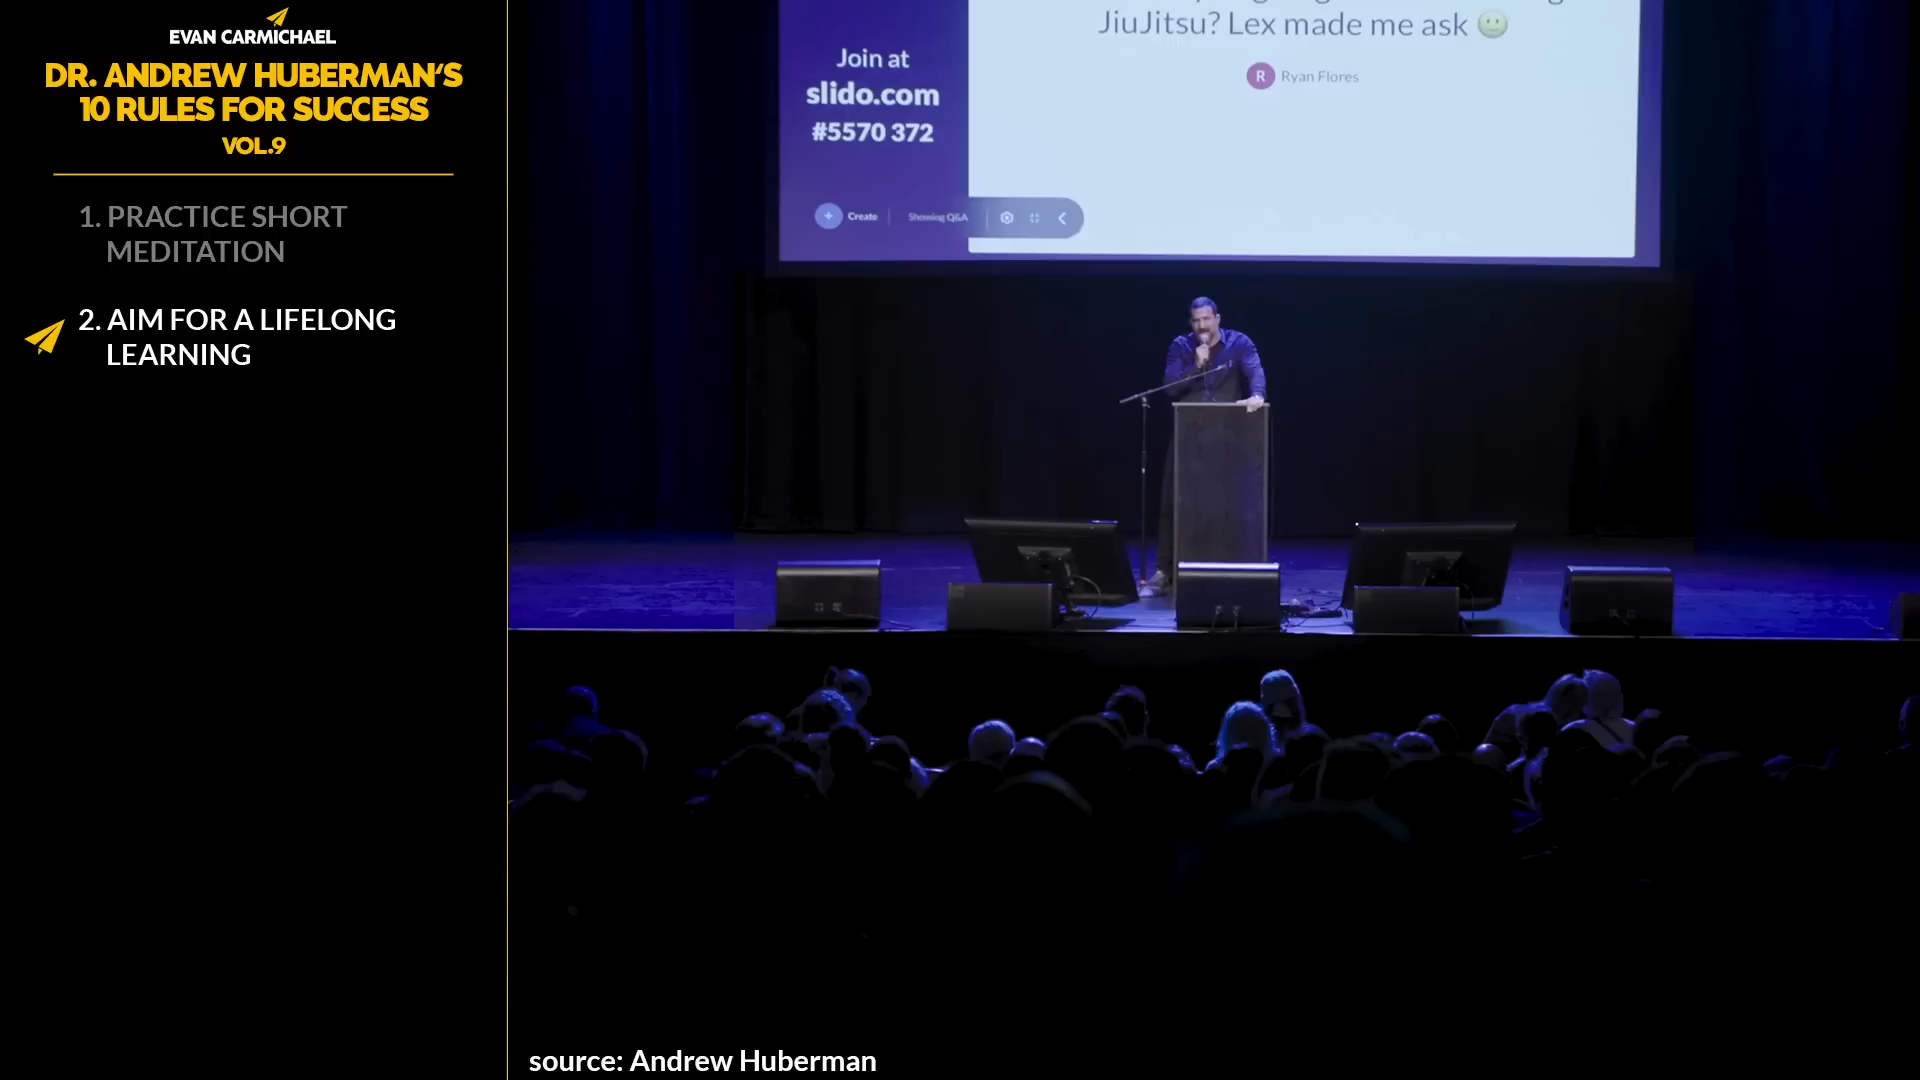 EVAN CARMICHAEL
DR. ANDREW HUBERMAN'S
10 RULES FOR SUCCESS
VOL.9
1. PRACTICE SHORT
MEDITATION
2. AIM FOR A LIFELONG
LEARNING
JiuJitsu? Lex made me ask 🙂
R Ryan Flores
Join at
slido.com
#5570 372
Create
Showing Q&A
source: Andrew Huberman